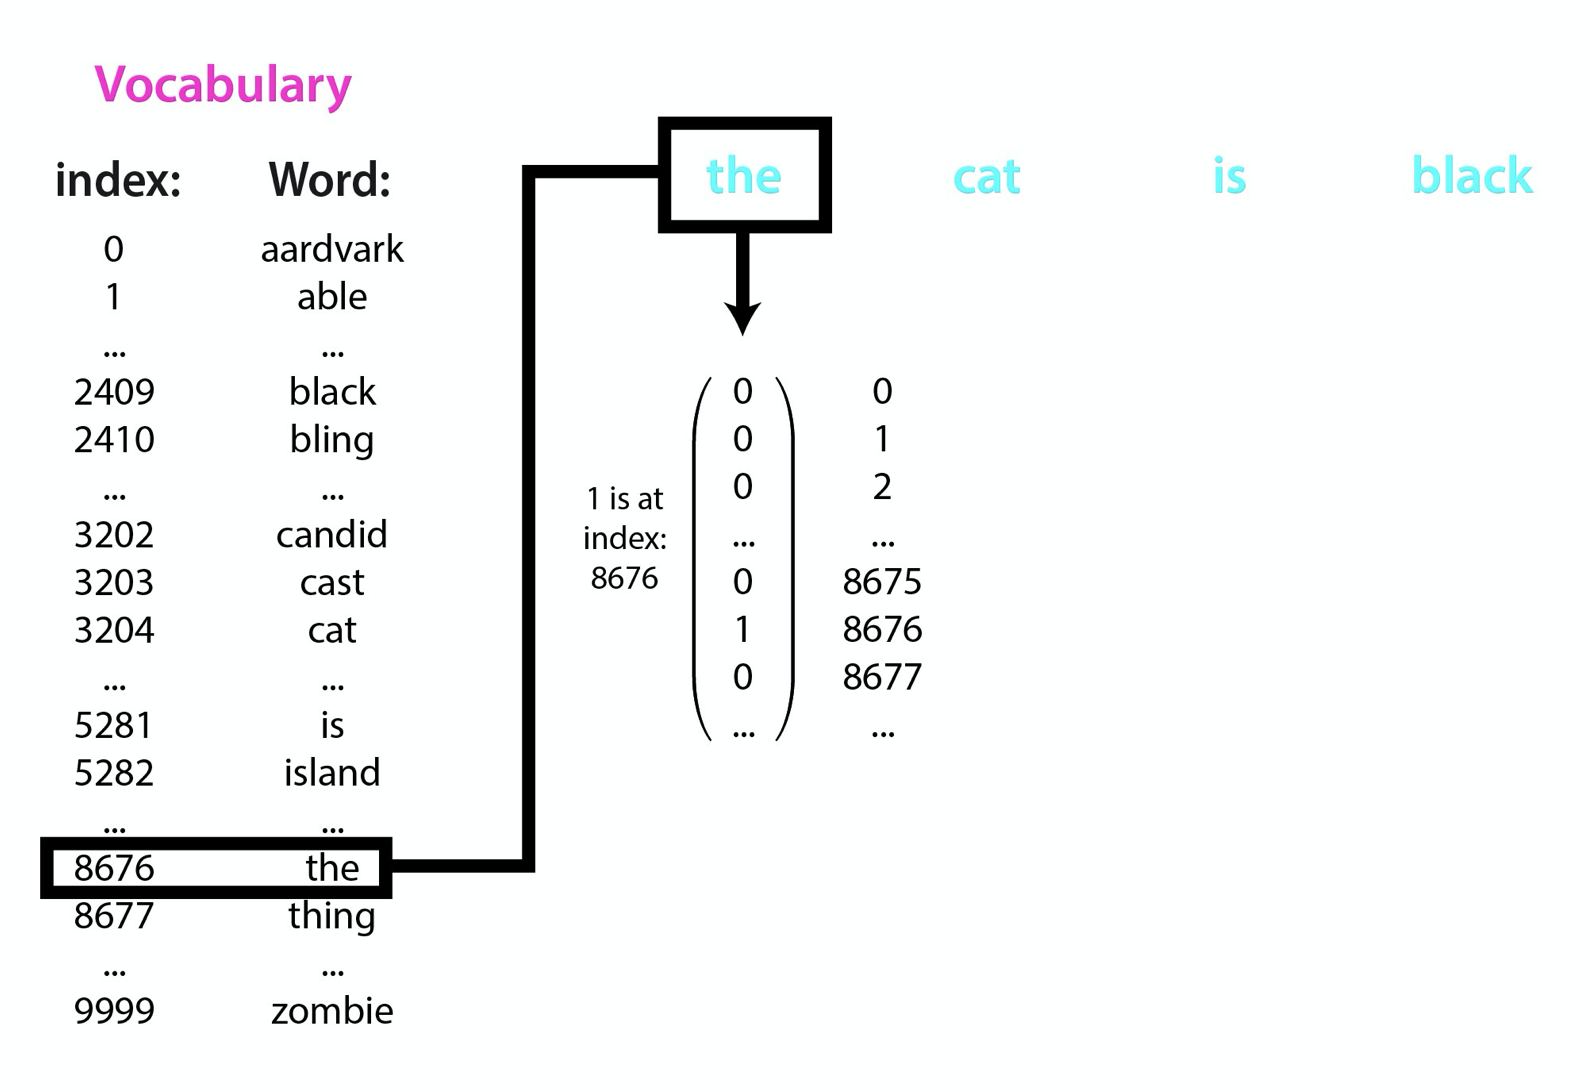 Vocabulary
index: Word:
0 aardvark
1 able
... ...
2409 black
2410 bling
... ...
3202 candid
3203 cast
3204 cat
... ...
5281 is
5282 island
... ...
8676 the
8677 thing
... ...
9999 zombie
the cat is black
1 is at
index:
8676
0 0
0 1
0 2
... ...
0 8675
1 8676
0 8677
... ...